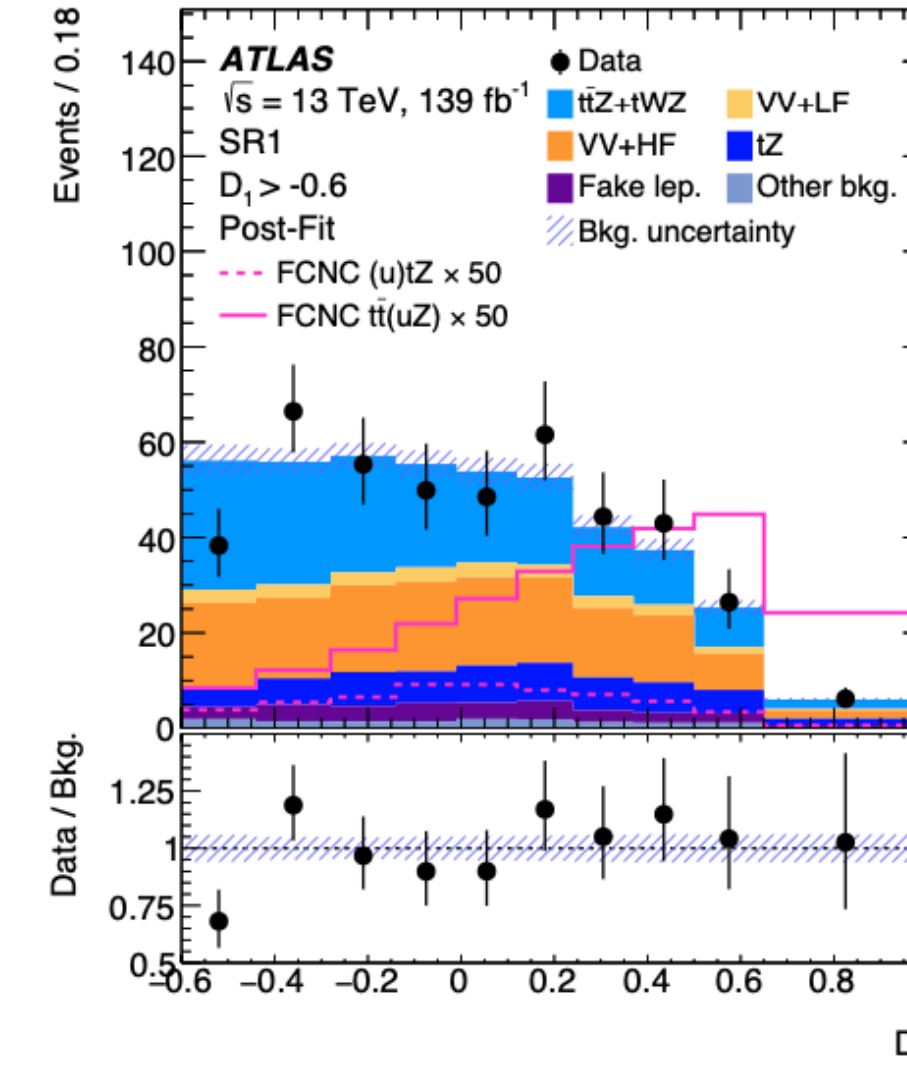 Events / 0.18
140
120
100
80
60
40
20
0
ATLAS
√s = 13 TeV, 139 fb⁻¹
SR1
D₁ > -0.6
Post-Fit
FCNC (u)tZ × 50
FCNC tt̄(uZ) × 50
Data
tt̄Z+tWZ
VV+LF
VV+HF
tZ
Fake lep.
Other bkg.
Bkg. uncertainty
Data / Bkg.
1.25
1
0.75
0.5
−0.6 −0.4 −0.2 0 0.2 0.4 0.6 0.8